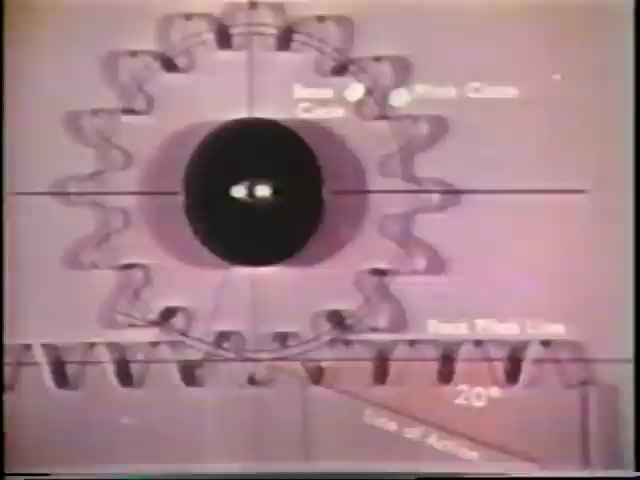 Base
Circle
Pitch Circle
Rack Pitch Line
20°
Line of Action